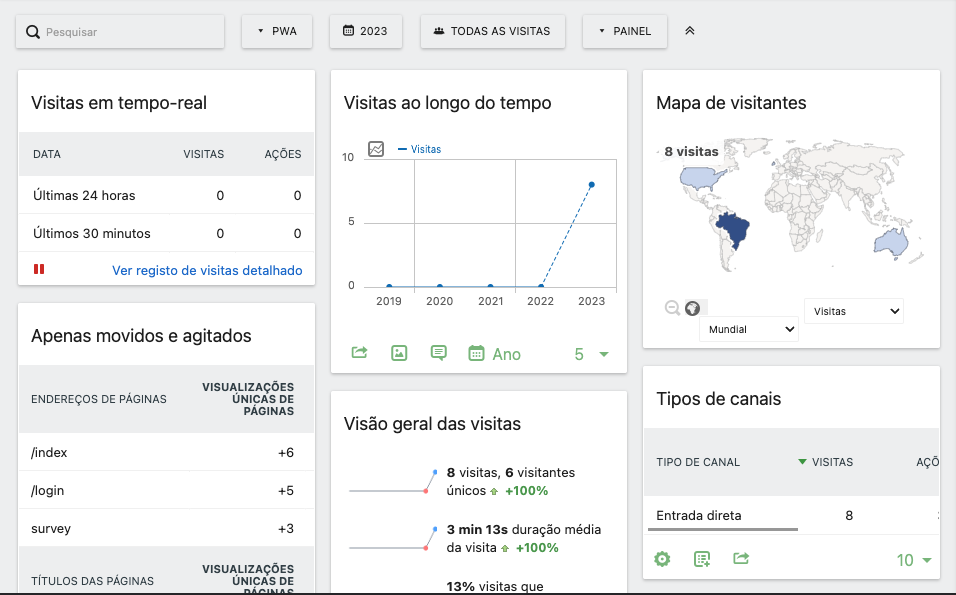 Pesquisar
PWA
2023
TODAS AS VISITAS
PAINEL
Visitas em tempo-real
DATA VISITAS AÇÕES
Últimas 24 horas 0 0
Últimos 30 minutos 0 0
Ver registo de visitas detalhado
Apenas movidos e agitados
ENDEREÇOS DE PÁGINAS
VISUALIZAÇÕES
ÚNICAS DE
PÁGINAS
/index +6
/login +5
survey +3
TÍTULOS DAS PÁGINAS
VISUALIZAÇÕES
ÚNICAS DE
PÁGINAS
Visitas ao longo do tempo
Visitas
10
5
0
2019 2020 2021 2022 2023
Ano 5
Visão geral das visitas
8 visitas, 6 visitantes
únicos +100%
3 min 13s duração média
da visita +100%
13% visitas que
Mapa de visitantes
8 visitas
Visitas
Mundial
Tipos de canais
TIPO DE CANAL VISITAS AÇÕ
Entrada direta 8
10